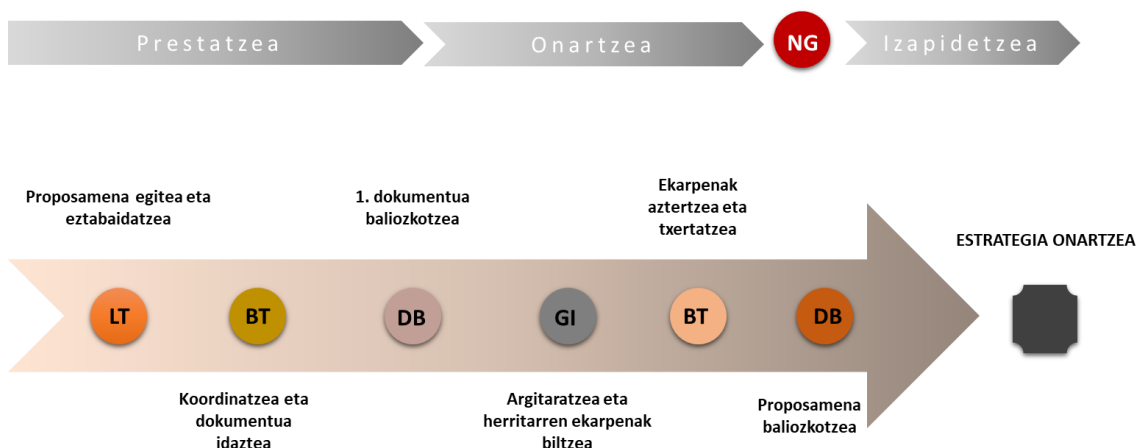 Prestatzea
Onartzea
NG
Izapidetzea
Proposamena egitea eta
eztabaidatzea
1. dokumentua
baliozkotzea
Ekarpenak
aztertzea eta
txertatzea
ESTRATEGIA ONARTZEA
LT
BT
DB
GI
BT
DB
Koordinatzea eta
dokumentua
idaztea
Argitaratzea eta
herritarren ekarpenak
biltzea
Proposamena
baliozkotzea